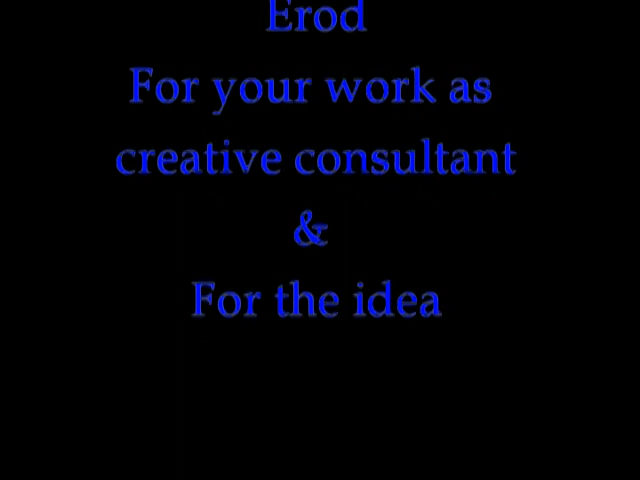 Erod
For your work as
creative consultant
&
For the idea